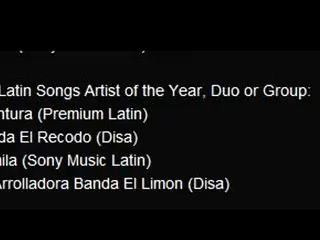 Latin Songs Artist of the Year, Duo or Group:
ntura (Premium Latin)
da El Recodo (Disa)
ila (Sony Music Latin)
Arrolladora Banda El Limon (Disa)